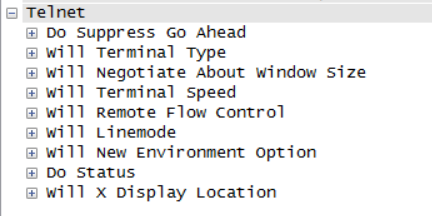 Telnet
Do Suppress Go Ahead
Will Terminal Type
Will Negotiate About Window Size
Will Terminal Speed
Will Remote Flow Control
Will Linemode
Will New Environment Option
Do Status
Will X Display Location